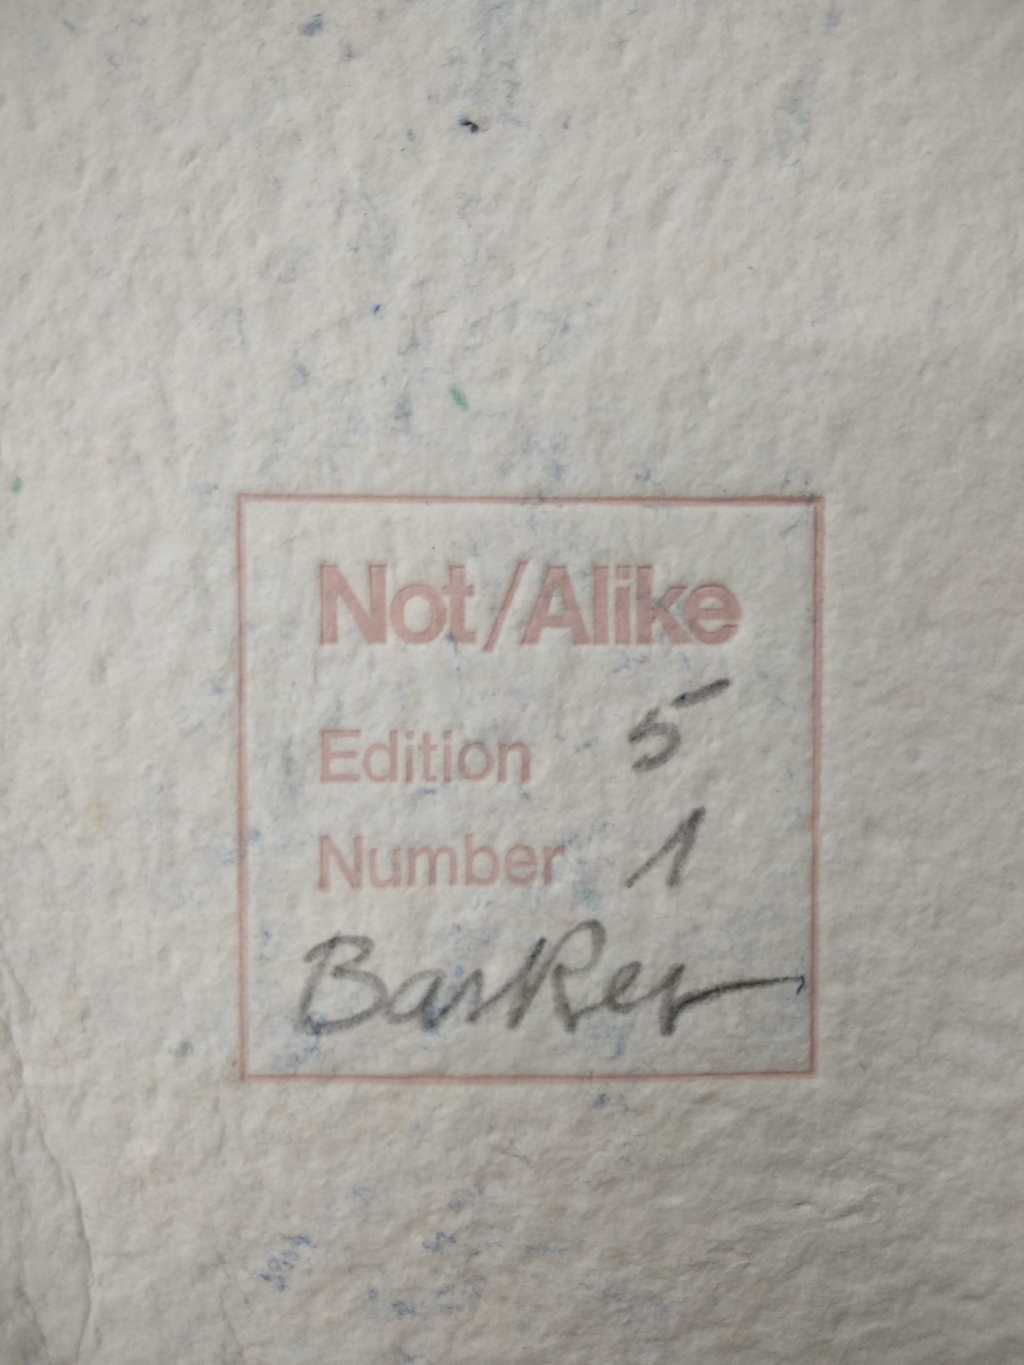 Not/Alike
Edition 5
Number 1
Barker